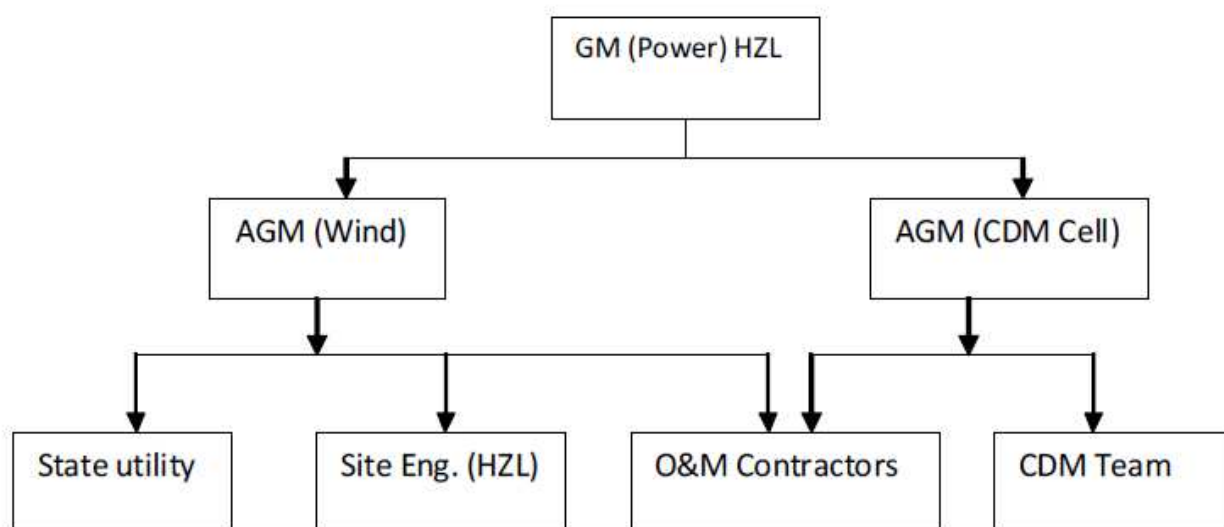 GM (Power) HZL
AGM (Wind)
AGM (CDM Cell)
State utility
Site Eng. (HZL)
O&M Contractors
CDM Team